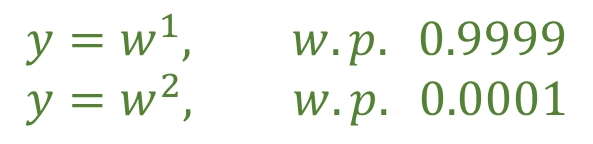 y = w¹, w.p. 0.9999
y = w², w.p. 0.0001